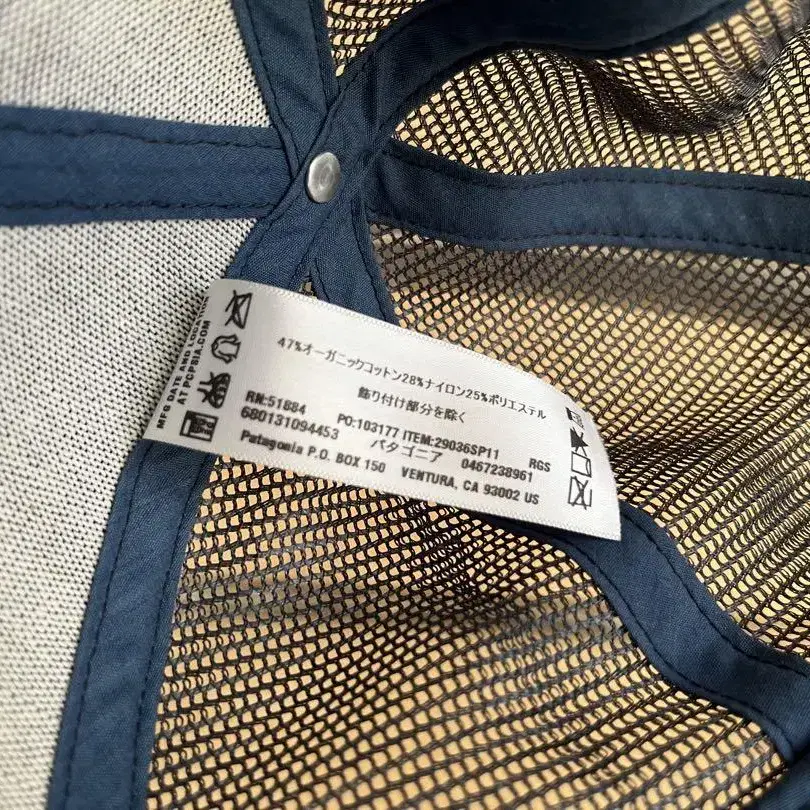 47%オーガニックコットン28%ナイロン25%ポリエステル
飾り付け部分を除く
RN:51884 PO:103177 ITEM:29036SP11 RGS
680131094453 パタゴニア 0467238961
Patagonia P.O. BOX 150 VENTURA, CA 93002 US
MFG DATE AND
AT PCPMIA.COM